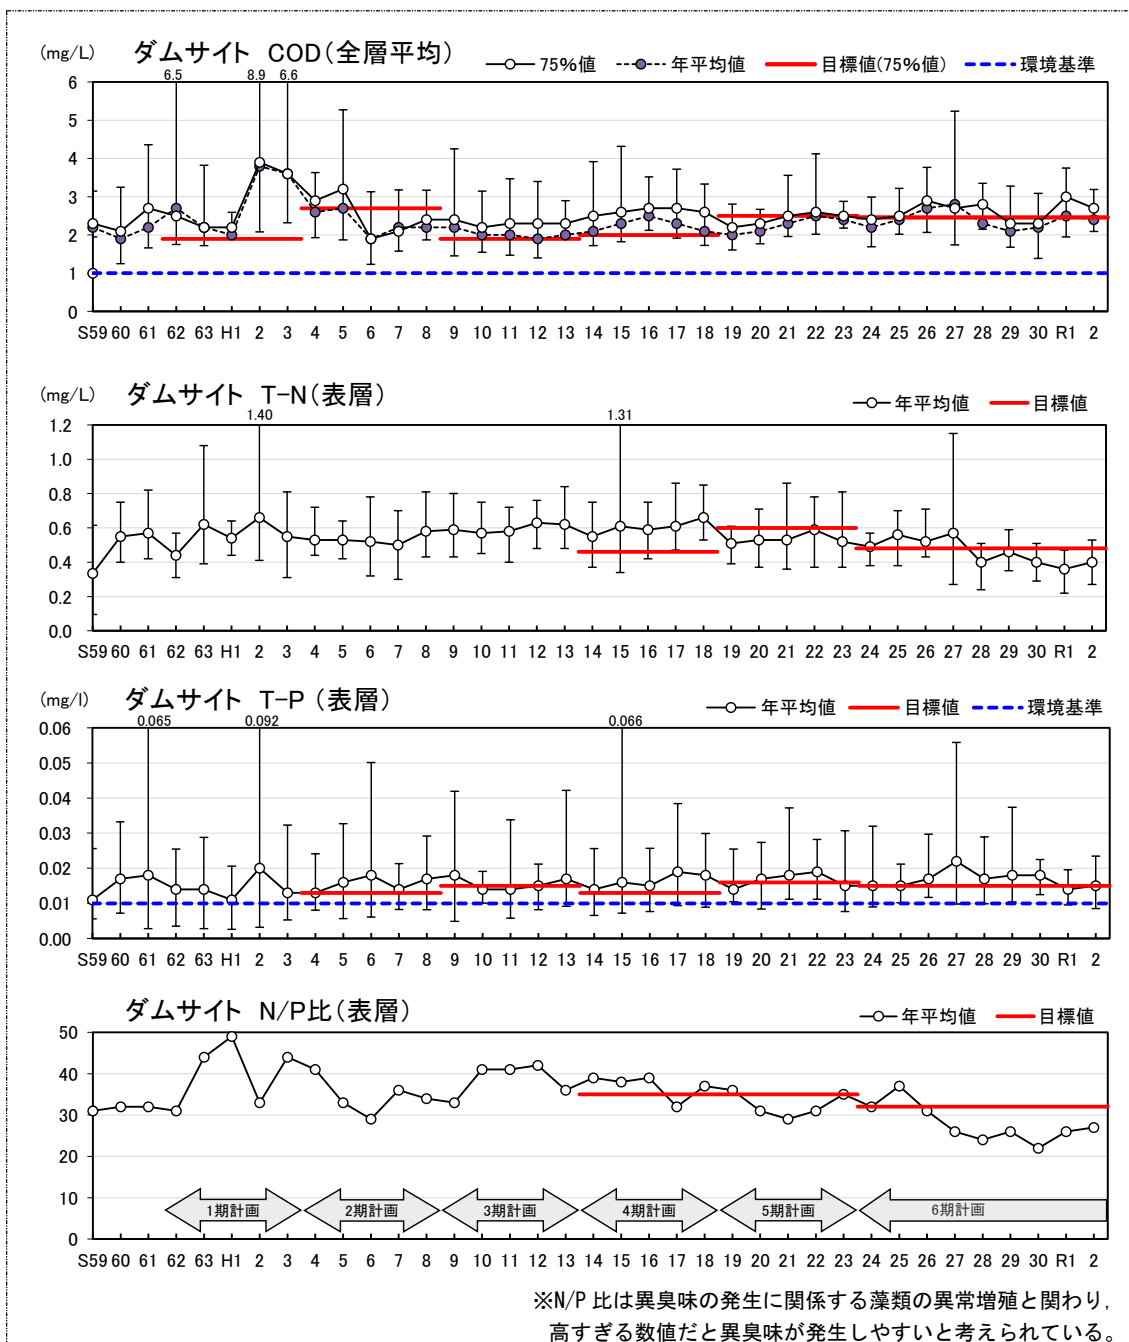 (mg/L) ダムサイト COD(全層平均)
75%値 年平均値 目標値(75%値) 環境基準
6.5 8.9 6.6
6
5
4
3
2
1
0
S59 60 61 62 63 H1 2 3 4 5 6 7 8 9 10 11 12 13 14 15 16 17 18 19 20 21 22 23 24 25 26 27 28 29 30 R1 2
(mg/L) ダムサイト T-N(表層)
年平均値 目標値
1.40 1.31
1.2
1.0
0.8
0.6
0.4
0.2
0.0
S59 60 61 62 63 H1 2 3 4 5 6 7 8 9 10 11 12 13 14 15 16 17 18 19 20 21 22 23 24 25 26 27 28 29 30 R1 2
(mg/l) ダムサイト T-P (表層)
年平均値 目標値 環境基準
0.065 0.092 0.066
0.06
0.05
0.04
0.03
0.02
0.01
0.00
S59 60 61 62 63 H1 2 3 4 5 6 7 8 9 10 11 12 13 14 15 16 17 18 19 20 21 22 23 24 25 26 27 28 29 30 R1 2
ダムサイト N/P比(表層)
年平均値 目標値
50
40
30
20
10
0
1期計画 2期計画 3期計画 4期計画 5期計画 6期計画
S59 60 61 62 63 H1 2 3 4 5 6 7 8 9 10 11 12 13 14 15 16 17 18 19 20 21 22 23 24 25 26 27 28 29 30 R1 2
※N/P 比は異臭味の発生に関係する藻類の異常増殖と関わり,
高すぎる数値だと異臭味が発生しやすいと考えられている。